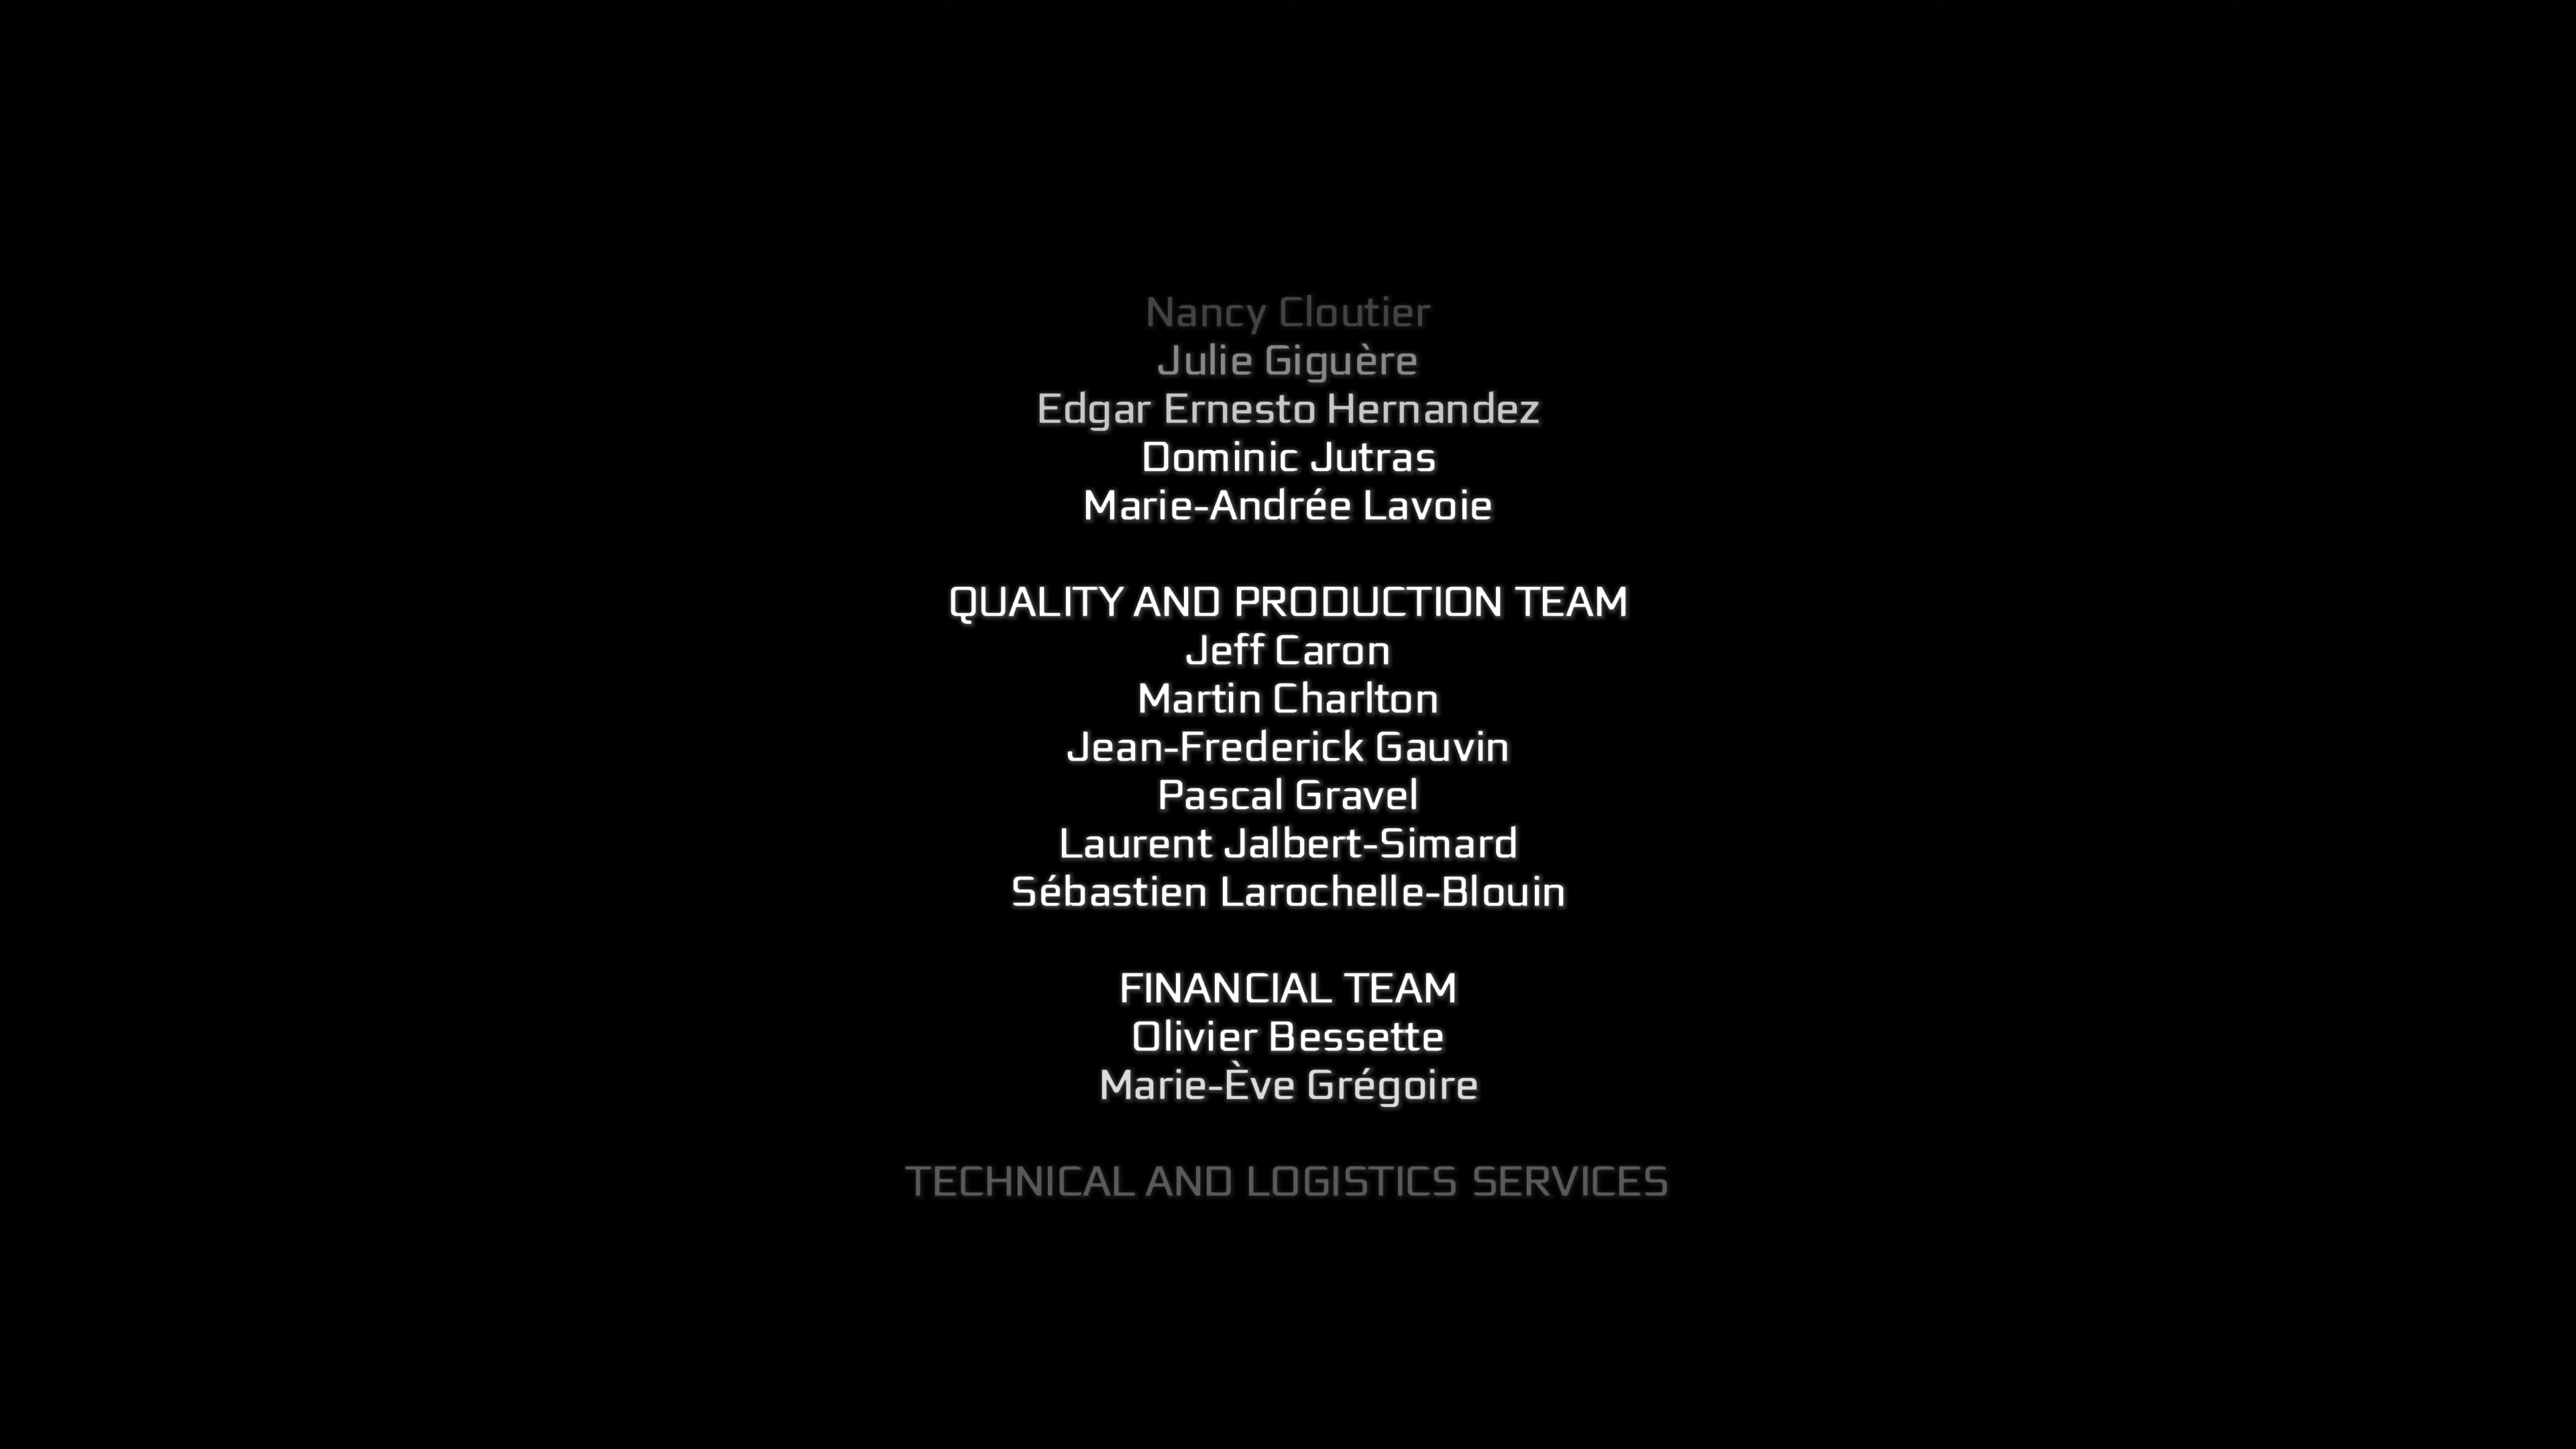 Nancy Cloutier
Julie Giguère
Edgar Ernesto Hernandez
Dominic Jutras
Marie-Andrée Lavoie
QUALITY AND PRODUCTION TEAM
Jeff Caron
Martin Charlton
Jean-Frederick Gauvin
Pascal Gravel
Laurent Jalbert-Simard
Sébastien Larochelle-Blouin
FINANCIAL TEAM
Olivier Bessette
Marie-Ève Grégoire
TECHNICAL AND LOGISTICS SERVICES